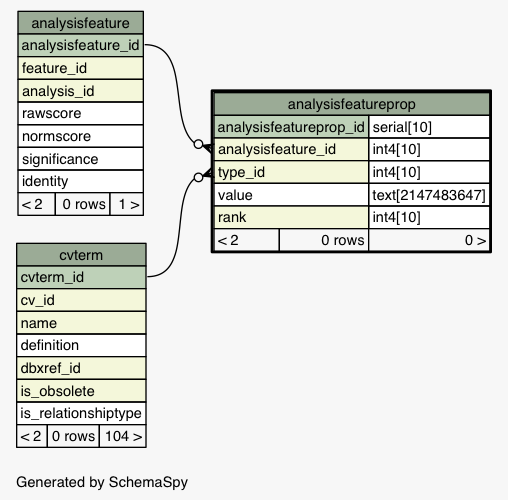 analysisfeature
analysisfeature_id
feature_id
analysis_id
rawscore
normscore
significance
identity
< 2 0 rows 1 >
analysisfeatureprop
analysisfeatureprop_id serial[10]
analysisfeature_id int4[10]
type_id int4[10]
value text[2147483647]
rank int4[10]
< 2 0 rows 0 >
cvterm
cvterm_id
cv_id
name
definition
dbxref_id
is_obsolete
is_relationshiptype
< 2 0 rows 104 >
Generated by SchemaSpy